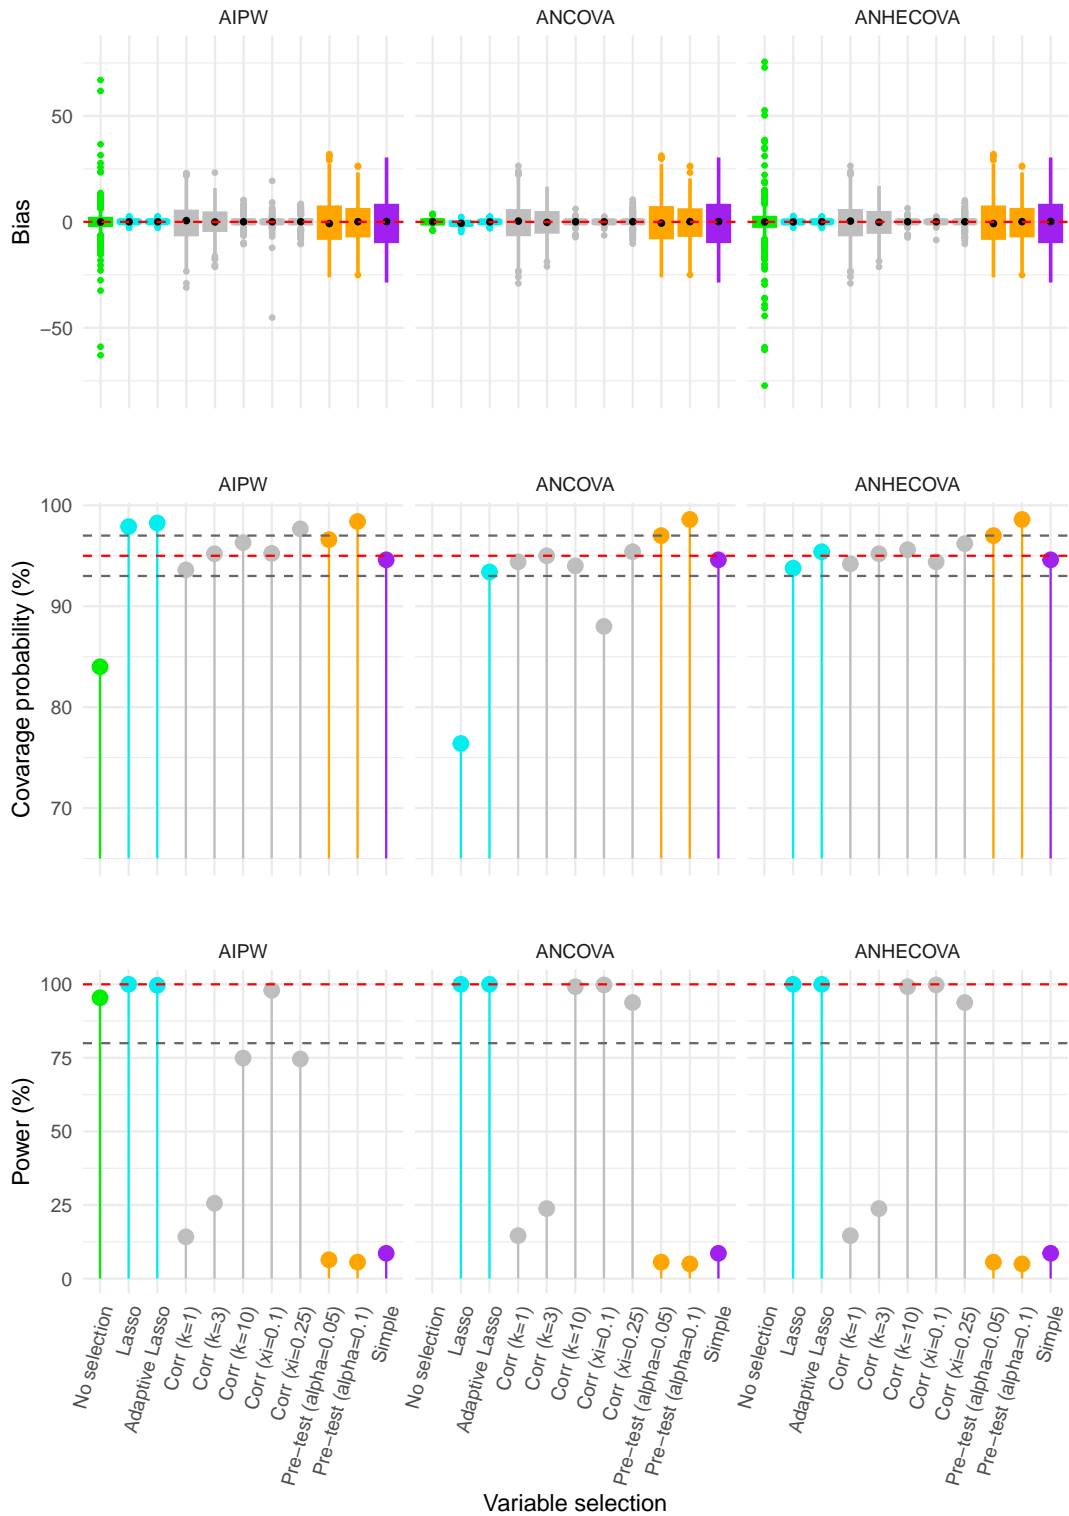 AIPW ANCOVA ANHECOVA
Bias
50
0
−50
AIPW ANCOVA ANHECOVA
Covarage probability (%)
100
90
80
70
AIPW ANCOVA ANHECOVA
Power (%)
100
75
50
25
0
No selection
Lasso
Adaptive Lasso
Corr (k=1)
Corr (k=3)
Corr (k=10)
Corr (xi=0.1)
Corr (xi=0.25)
Pre−test (alpha=0.05)
Pre−test (alpha=0.1)
Simple
No selection
Lasso
Adaptive Lasso
Corr (k=1)
Corr (k=3)
Corr (k=10)
Corr (xi=0.1)
Corr (xi=0.25)
Pre−test (alpha=0.05)
Pre−test (alpha=0.1)
Simple
No selection
Lasso
Adaptive Lasso
Corr (k=1)
Corr (k=3)
Corr (k=10)
Corr (xi=0.1)
Corr (xi=0.25)
Pre−test (alpha=0.05)
Pre−test (alpha=0.1)
Simple
Variable selection